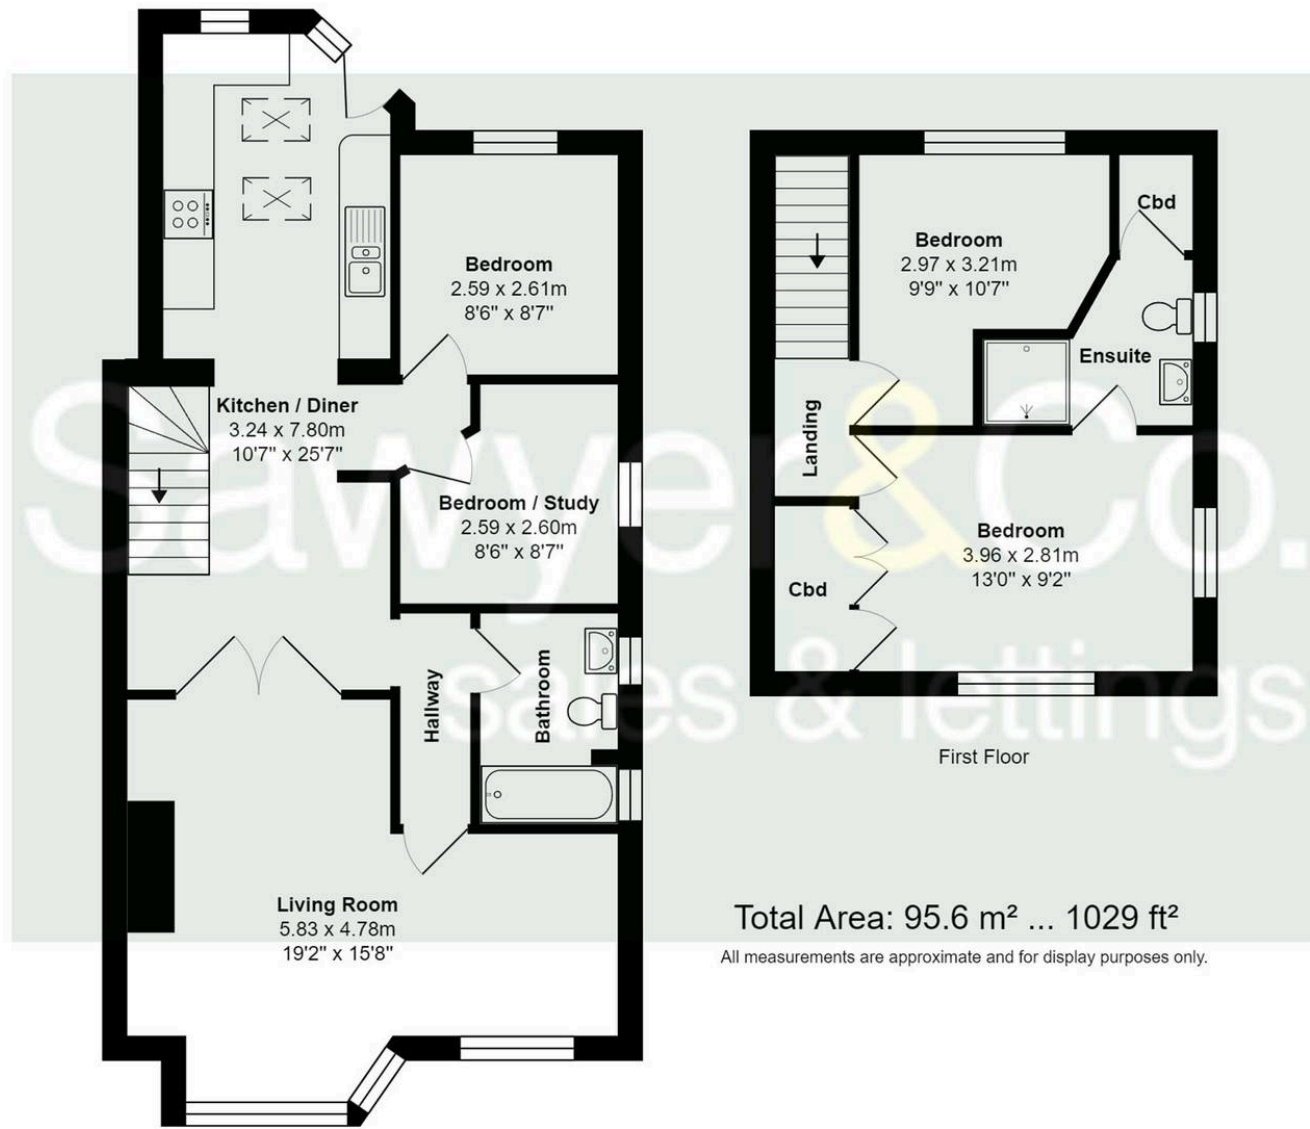 Bedroom
2.59 x 2.61m
8'6" x 8'7"
Kitchen / Diner
3.24 x 7.80m
10'7" x 25'7"
Bedroom / Study
2.59 x 2.60m
8'6" x 8'7"
Hallway
Bathroom
Living Room
5.83 x 4.78m
19'2" x 15'8"
Cbd
Bedroom
2.97 x 3.21m
9'9" x 10'7"
Ensuite
Landing
Bedroom
3.96 x 2.81m
13'0" x 9'2"
Cbd
First Floor
Total Area: 95.6 m² ... 1029 ft²
All measurements are approximate and for display purposes only.
Sawyer&Co.
sales & lettings